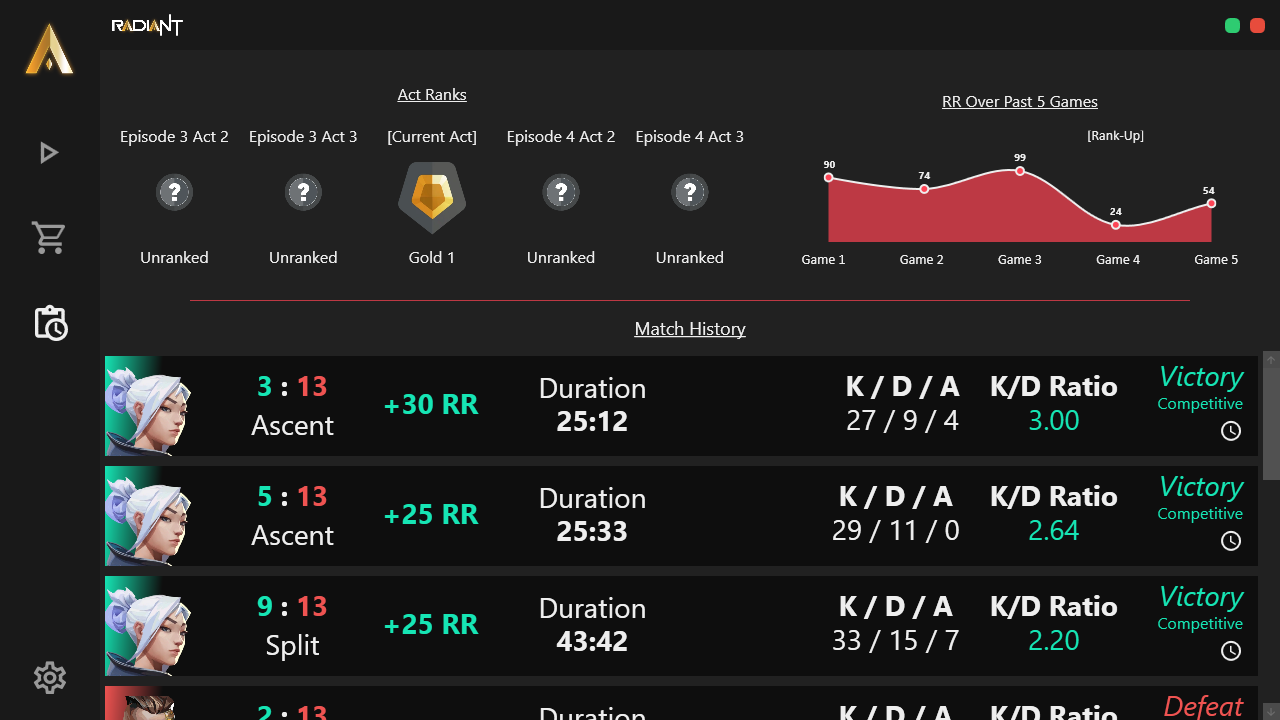 RADIANT
Act Ranks
Episode 3 Act 2 Episode 3 Act 3 [Current Act] Episode 4 Act 2 Episode 4 Act 3
? ? ? ?
Unranked Unranked Gold 1 Unranked Unranked
RR Over Past 5 Games
[Rank-Up]
90 74 99 24 54
Game 1 Game 2 Game 3 Game 4 Game 5
Match History
3 : 13
Ascent
+30 RR
Duration
25:12
K / D / A
27 / 9 / 4
K/D Ratio
3.00
Victory
Competitive
5 : 13
Ascent
+25 RR
Duration
25:33
K / D / A
29 / 11 / 0
K/D Ratio
2.64
Victory
Competitive
9 : 13
Split
+25 RR
Duration
43:42
K / D / A
33 / 15 / 7
K/D Ratio
2.20
Victory
Competitive
2 : 13
Duration
K / D / A
K/D Ratio
Defeat